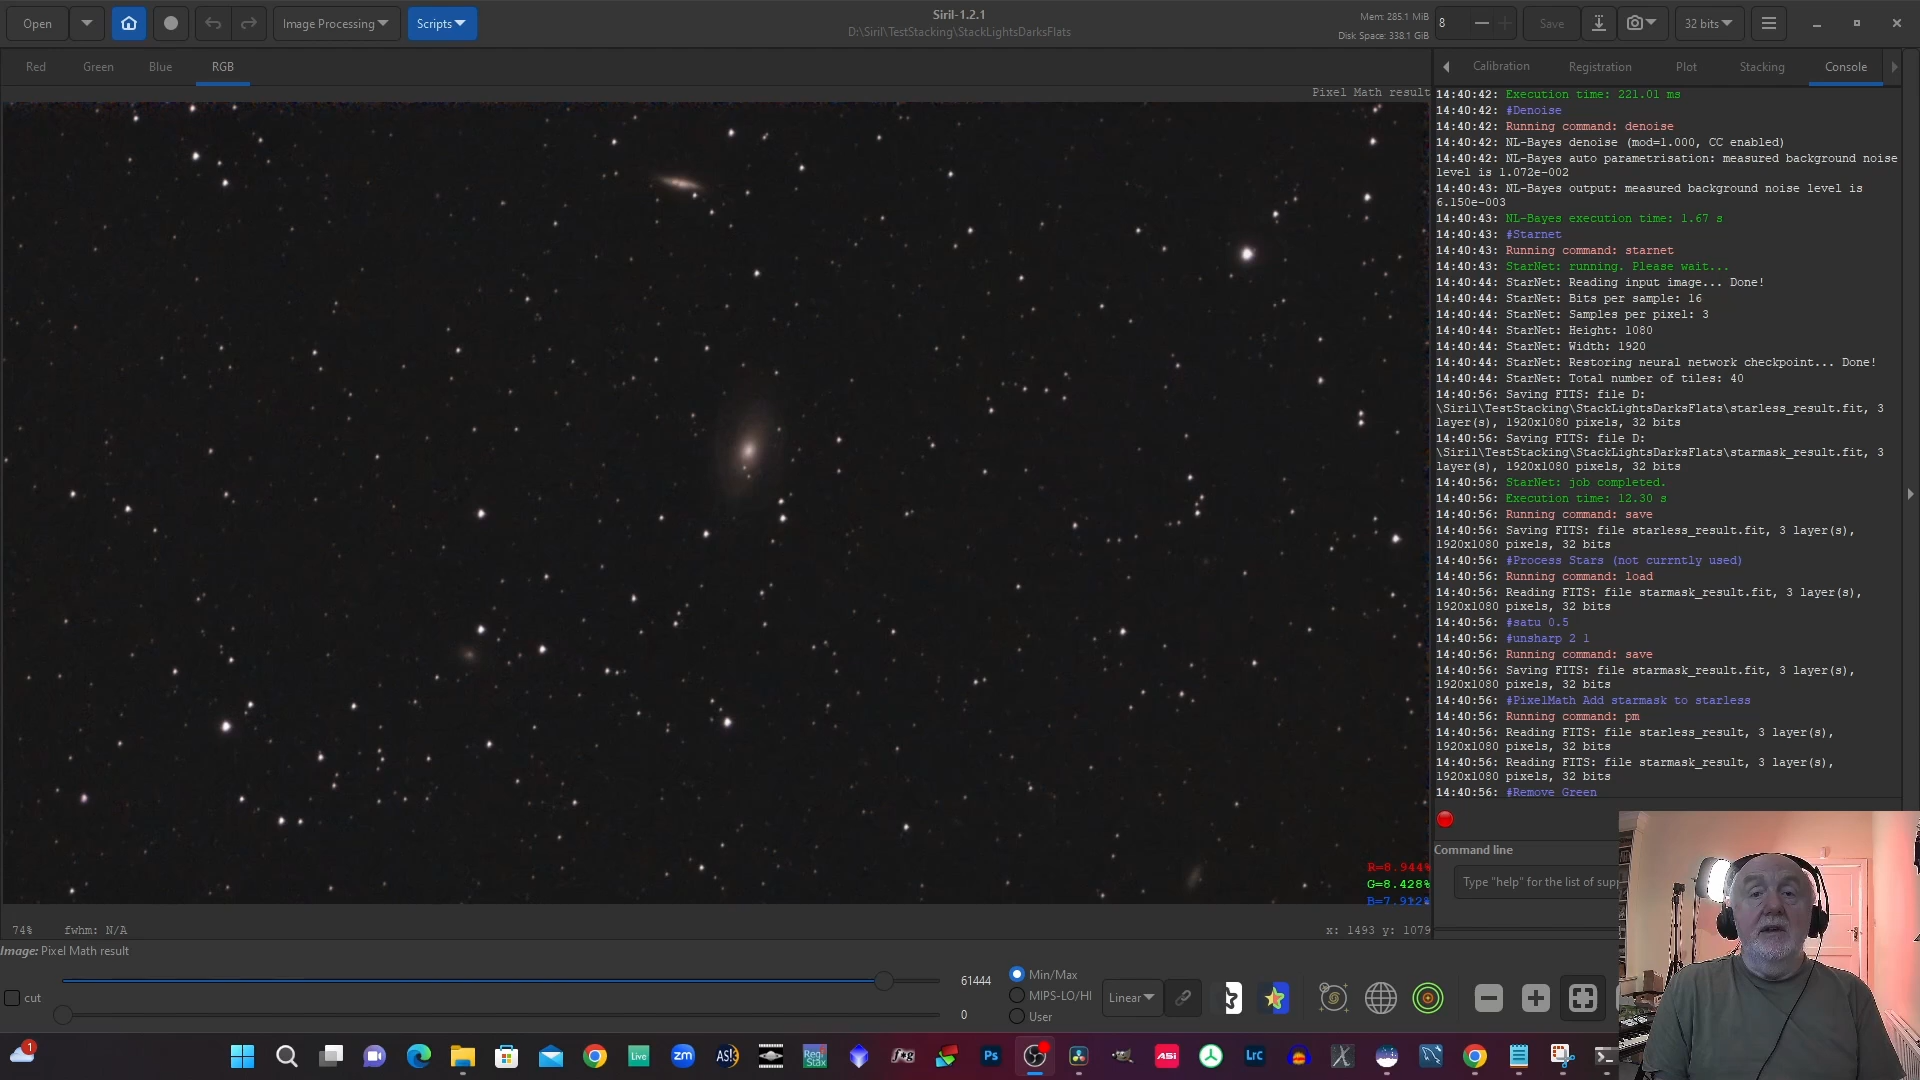 Open
Image Processing
Scripts
Siril-1.2.1
D:\Siril\TestStacking\StackLightsDarksFlats
Mem: 285.1 MiB
Disk Space: 338.1 GiB
8
Save
32 bits
Red
Green
Blue
RGB
Calibration
Registration
Plot
Stacking
Console
Pixel Math result
14:40:42: Execution time: 221.01 ms
14:40:42: #Denoise
14:40:42: Running command: denoise
14:40:42: NL-Bayes denoise (mod=1.000, CC enabled)
14:40:42: NL-Bayes auto parametrisation: measured background noise
level is 1.072e-002
14:40:43: NL-Bayes output: measured background noise level is
6.150e-003
14:40:43: NL-Bayes execution time: 1.67 s
14:40:43: #Starnet
14:40:43: Running command: starnet
14:40:43: StarNet: running. Please wait...
14:40:44: StarNet: Reading input image... Done!
14:40:44: StarNet: Bits per sample: 16
14:40:44: StarNet: Samples per pixel: 3
14:40:44: StarNet: Height: 1080
14:40:44: StarNet: Width: 1920
14:40:44: StarNet: Restoring neural network checkpoint... Done!
14:40:44: StarNet: Total number of tiles: 40
14:40:56: Saving FITS: file D:
\Siril\TestStacking\StackLightsDarksFlats\starless_result.fit, 3
layer(s), 1920x1080 pixels, 32 bits
14:40:56: Saving FITS: file D:
\Siril\TestStacking\StackLightsDarksFlats\starmask_result.fit, 3
layer(s), 1920x1080 pixels, 32 bits
14:40:56: StarNet: job completed.
14:40:56: Execution time: 12.30 s
14:40:56: Running command: save
14:40:56: Saving FITS: file starless_result.fit, 3 layer(s),
1920x1080 pixels, 32 bits
14:40:56: #Process Stars (not currntly used)
14:40:56: Running command: load
14:40:56: Reading FITS: file starmask_result.fit, 3 layer(s),
1920x1080 pixels, 32 bits
14:40:56: #satu 0.5
14:40:56: #unsharp 2 1
14:40:56: Running command: save
14:40:56: Saving FITS: file starmask_result.fit, 3 layer(s),
1920x1080 pixels, 32 bits
14:40:56: #PixelMath Add starmask to starless
14:40:56: Running command: pm
14:40:56: Reading FITS: file starless_result, 3 layer(s),
1920x1080 pixels, 32 bits
14:40:56: Reading FITS: file starmask_result, 3 layer(s),
1920x1080 pixels, 32 bits
14:40:56: #Remove Green
Command line
Type "help" for the list of supp
R=8.944%
G=8.428%
B=7.912%
74%
fwhm: N/A
x: 1493 y: 1079
Image: Pixel Math result
cut
61444
0
Min/Max
MIPS-LO/HI
User
Linear
1
Live
zm
AS!
Reg
Stax
Ps
ASI
LrC